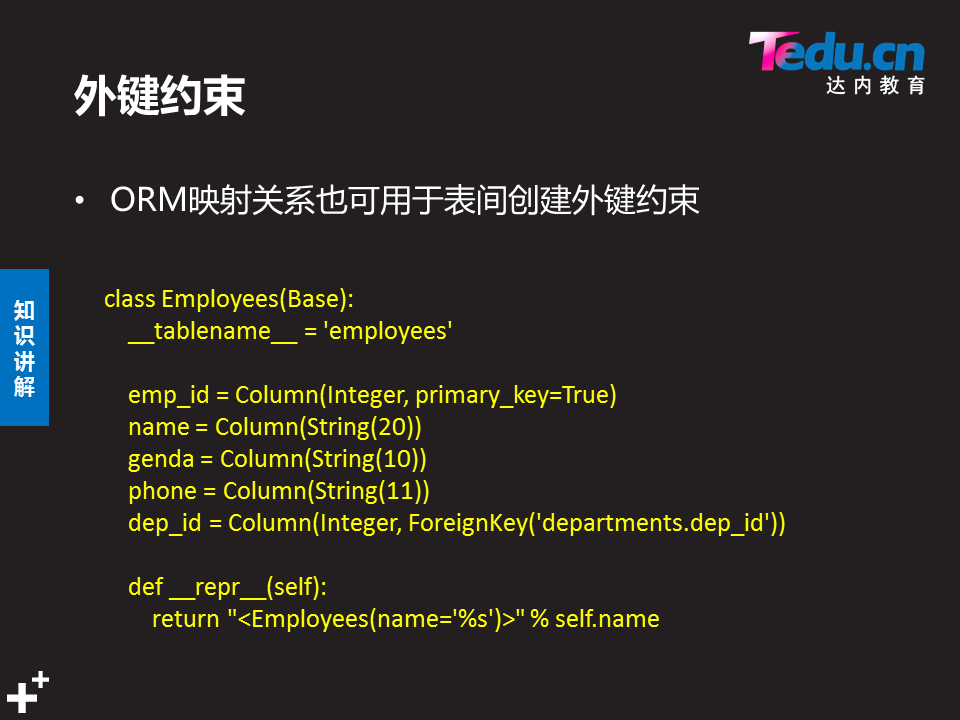 Tedu.cn
达内教育
外键约束
• ORM映射关系也可用于表间创建外键约束
知识讲解
class Employees(Base):
    __tablename__ = 'employees'
    emp_id = Column(Integer, primary_key=True)
    name = Column(String(20))
    genda = Column(String(10))
    phone = Column(String(11))
    dep_id = Column(Integer, ForeignKey('departments.dep_id'))
    def __repr__(self):
        return "<Employees(name='%s')>" % self.name